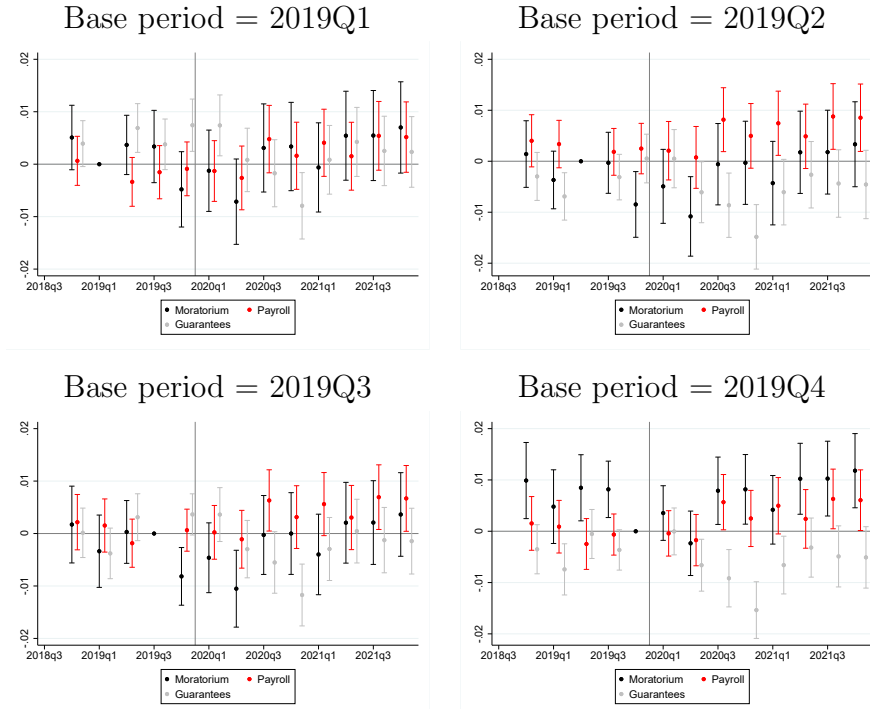 Base period = 2019Q1
.02
.01
0
-.01
-.02
2018q3 2019q1 2019q3 2020q1 2020q3 2021q1 2021q3
Moratorium Payroll
Guarantees
Base period = 2019Q2
.02
.01
0
-.01
-.02
2018q3 2019q1 2019q3 2020q1 2020q3 2021q1 2021q3
Moratorium Payroll
Guarantees
Base period = 2019Q3
.02
.01
0
-.01
-.02
2018q3 2019q1 2019q3 2020q1 2020q3 2021q1 2021q3
Moratorium Payroll
Guarantees
Base period = 2019Q4
.02
.01
0
-.01
-.02
2018q3 2019q1 2019q3 2020q1 2020q3 2021q1 2021q3
Moratorium Payroll
Guarantees